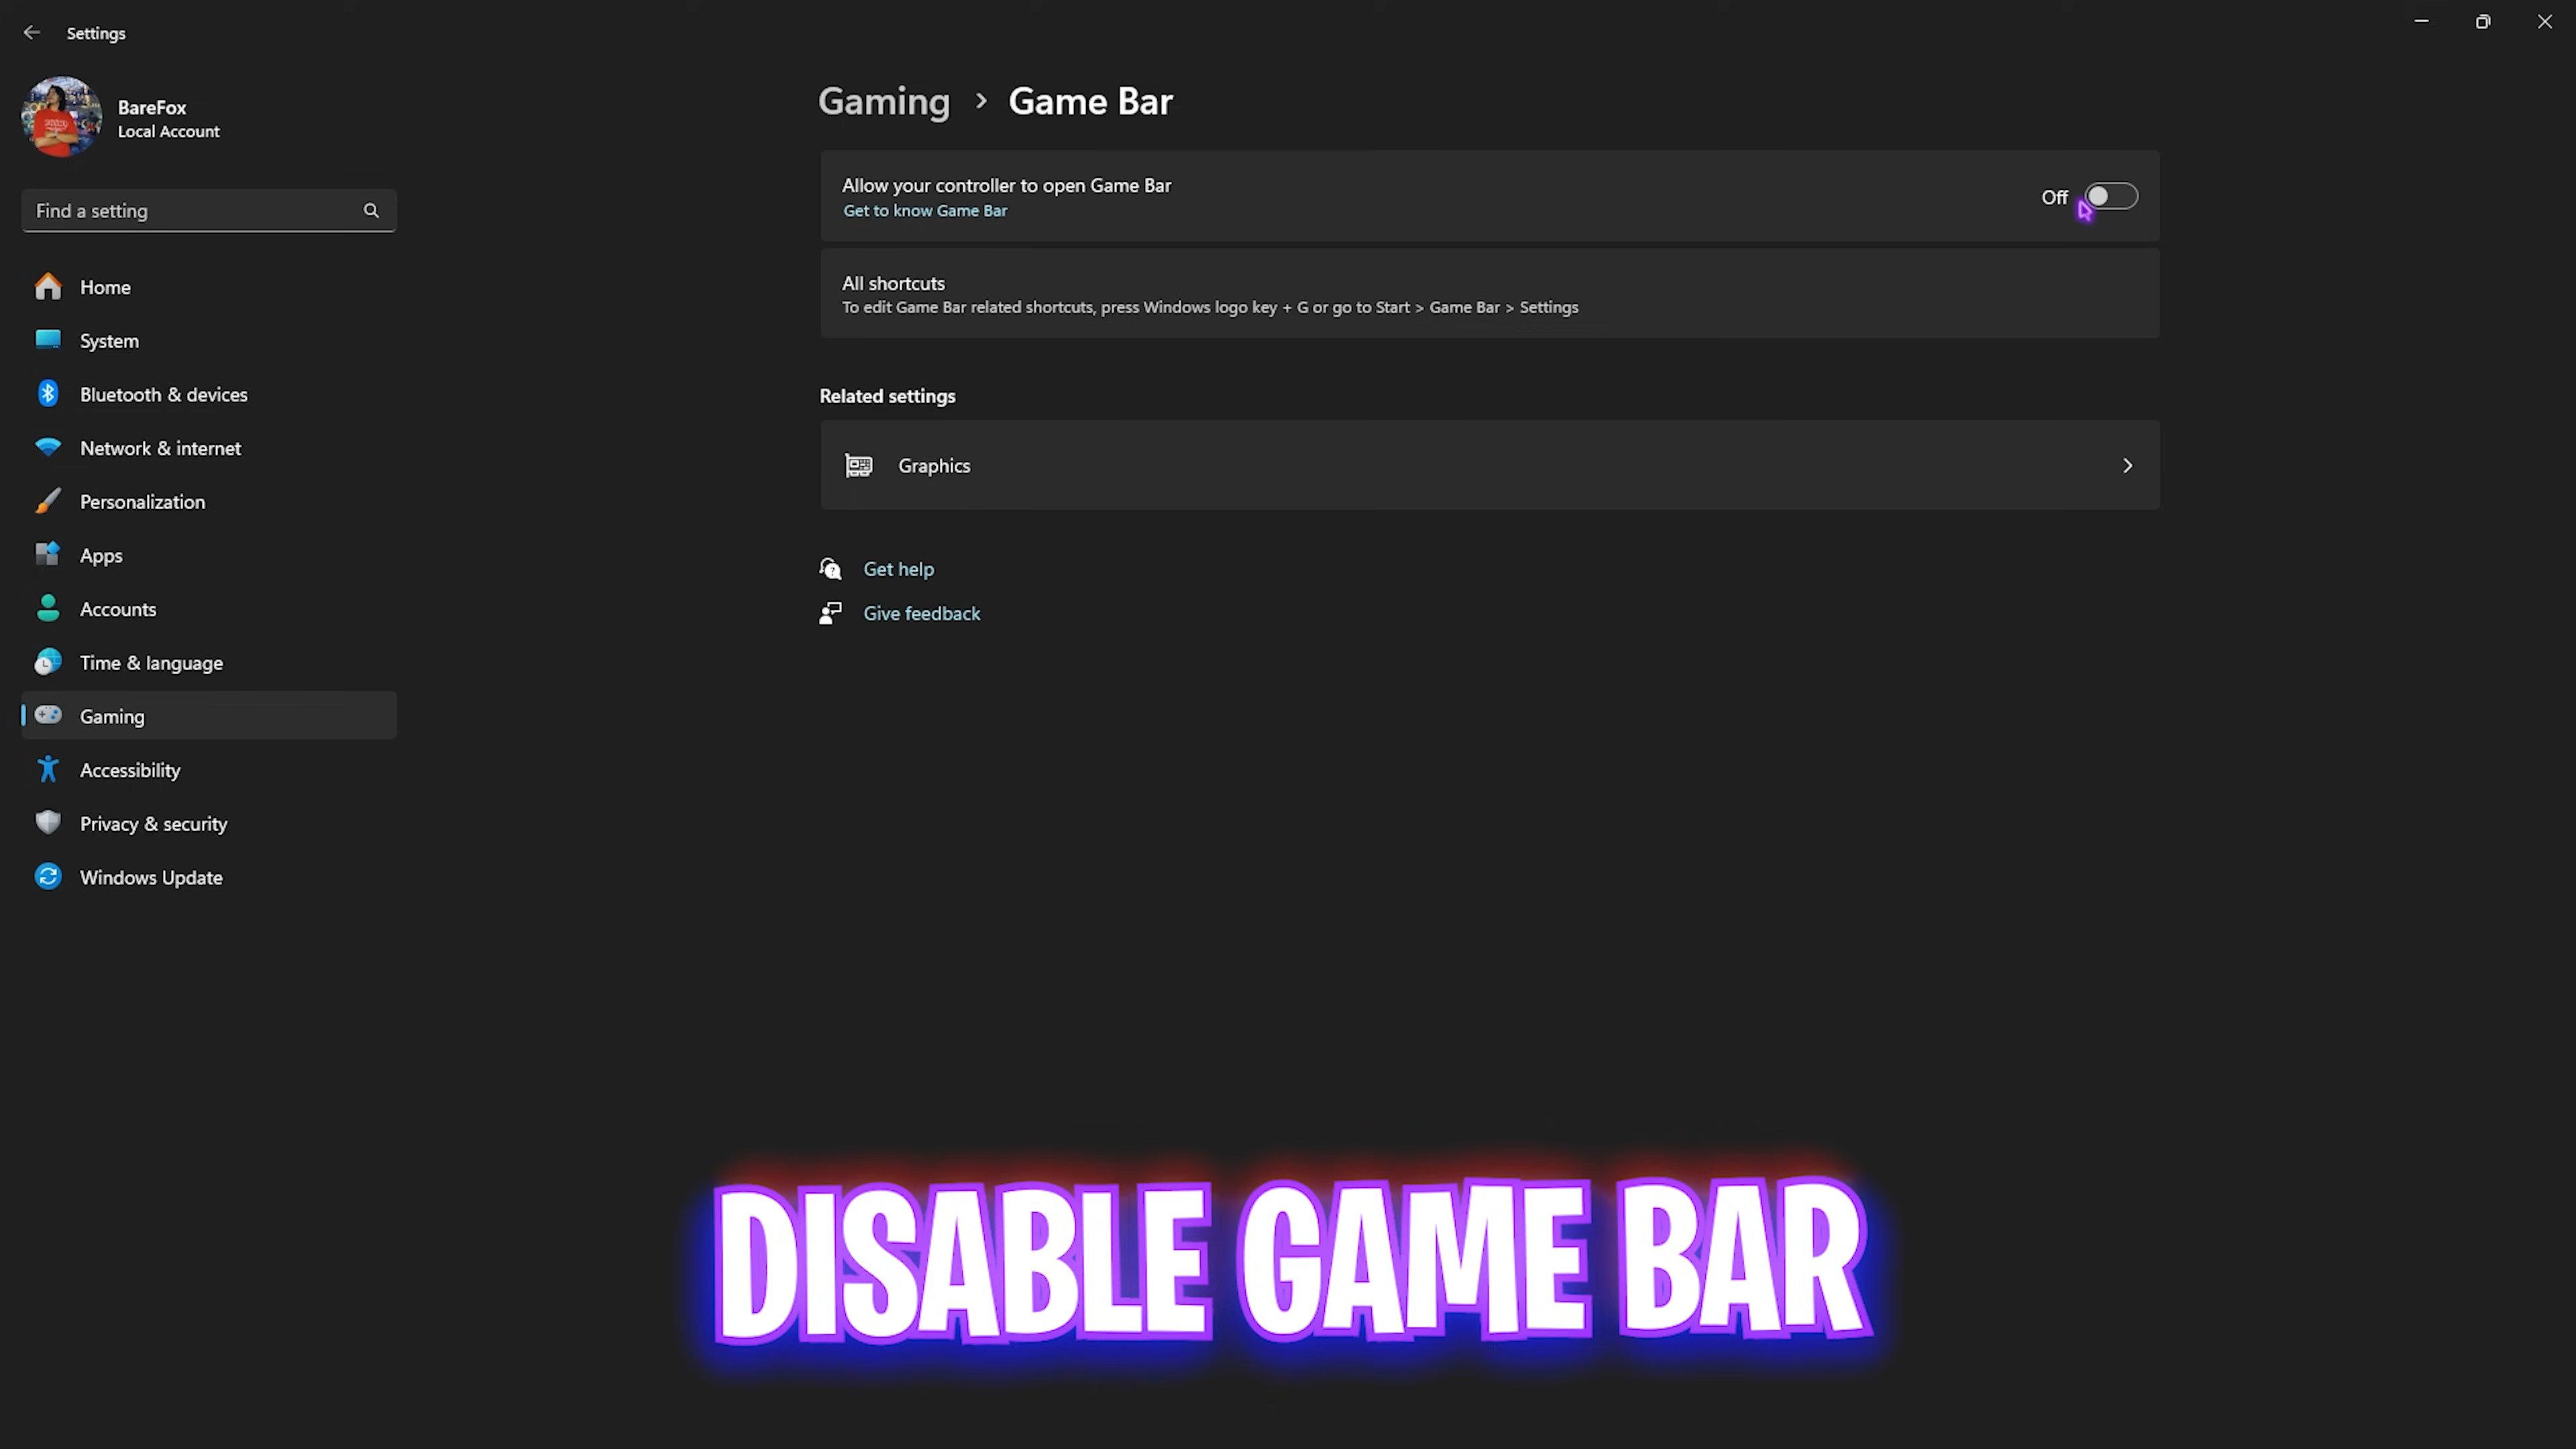 Settings
BareFox
Local Account
Find a setting
Home
System
Bluetooth & devices
Network & internet
Personalization
Apps
Accounts
Time & language
Gaming
Accessibility
Privacy & security
Windows Update
Gaming > Game Bar
Allow your controller to open Game Bar
Get to know Game Bar
Off
All shortcuts
To edit Game Bar related shortcuts, press Windows logo key + G or go to Start > Game Bar > Settings
Related settings
Graphics
Get help
Give feedback
DISABLE GAME BAR